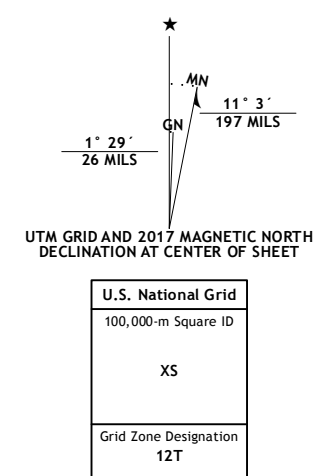 MN
11° 3´
197 MILS
GN
1° 29´
26 MILS
UTM GRID AND 2017 MAGNETIC NORTH
DECLINATION AT CENTER OF SHEET
U.S. National Grid
100,000-m Square ID
XS
Grid Zone Designation
12T